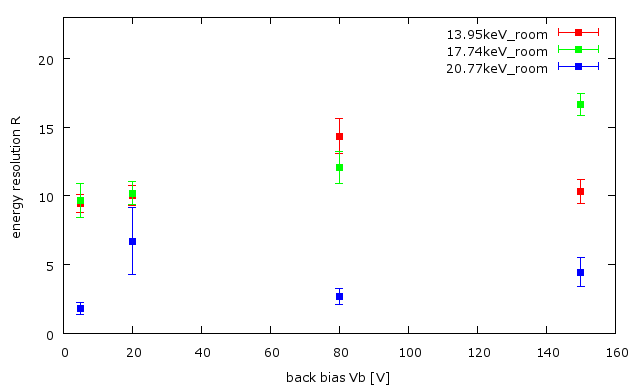 13.95keV_room
17.74keV_room
20.77keV_room
energy resolution R
20
15
10
5
0
0 20 40 60 80 100 120 140 160
back bias Vb [V]